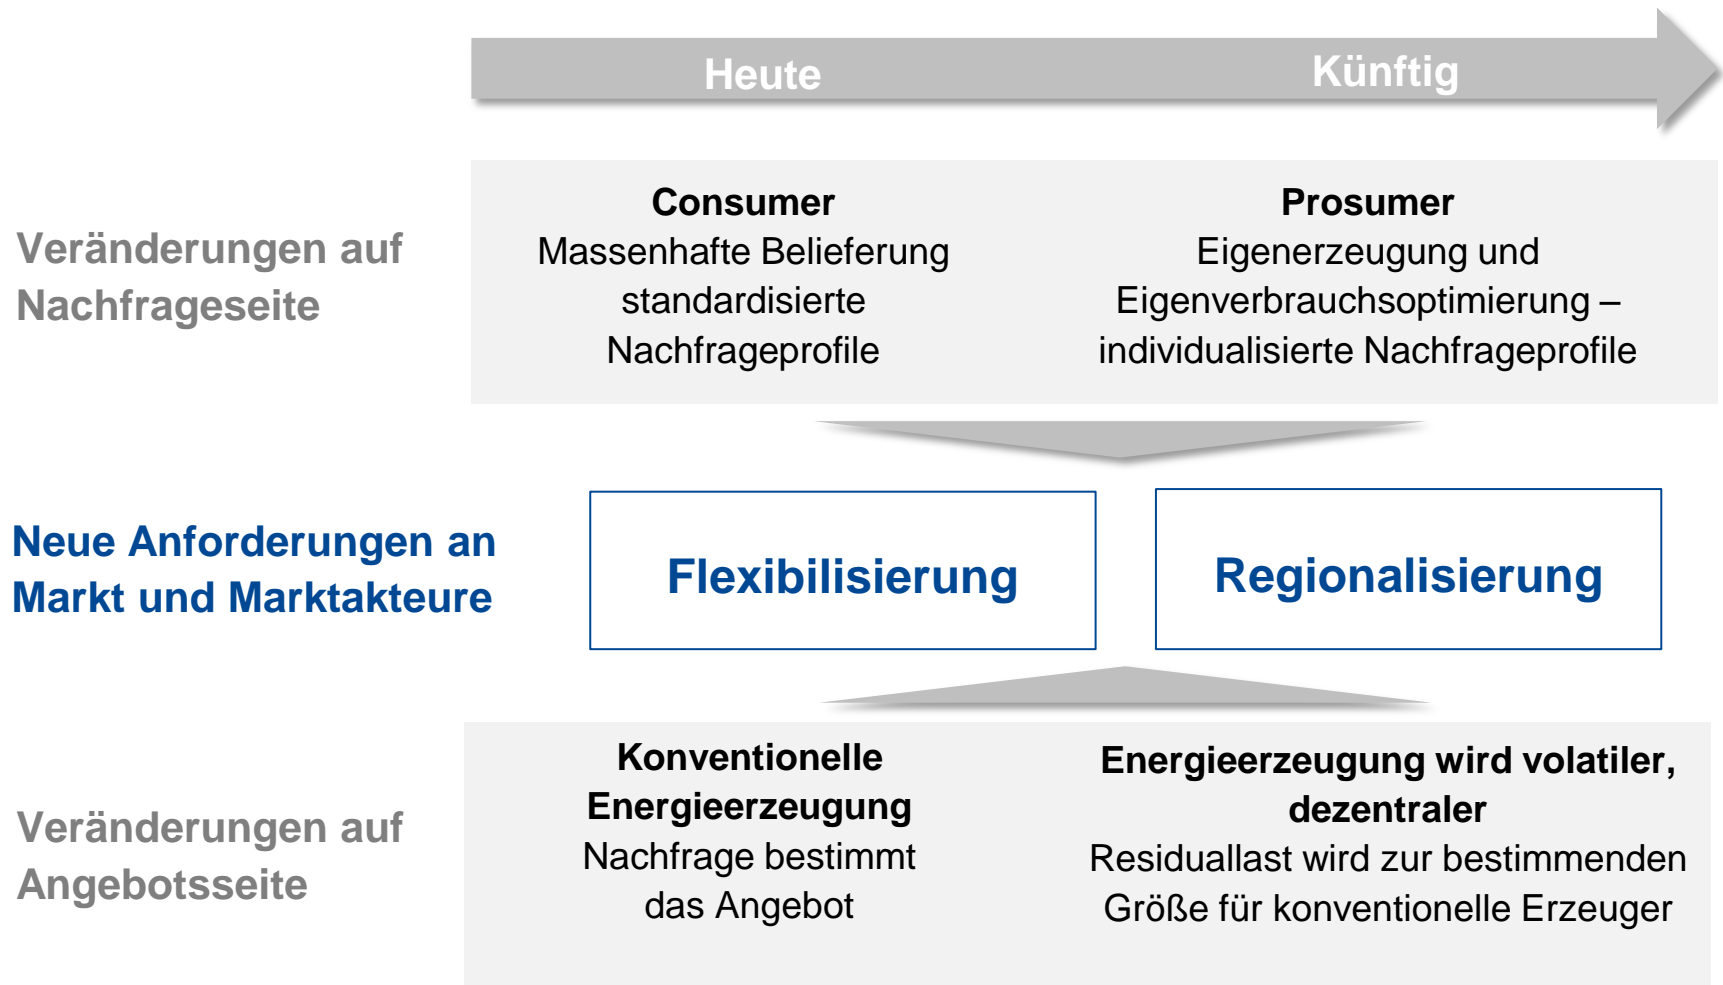 Heute
Künftig
Veränderungen auf
Nachfrageseite
Consumer
Massenhafte Belieferung
standardisierte
Nachfrageprofile
Prosumer
Eigenerzeugung und
Eigenverbrauchsoptimierung –
individualisierte Nachfrageprofile
Neue Anforderungen an
Markt und Marktakteure
Flexibilisierung
Regionalisierung
Veränderungen auf
Angebotsseite
Konventionelle
Energieerzeugung
Nachfrage bestimmt
das Angebot
Energieerzeugung wird volatiler,
dezentraler
Residuallast wird zur bestimmenden
Größe für konventionelle Erzeuger